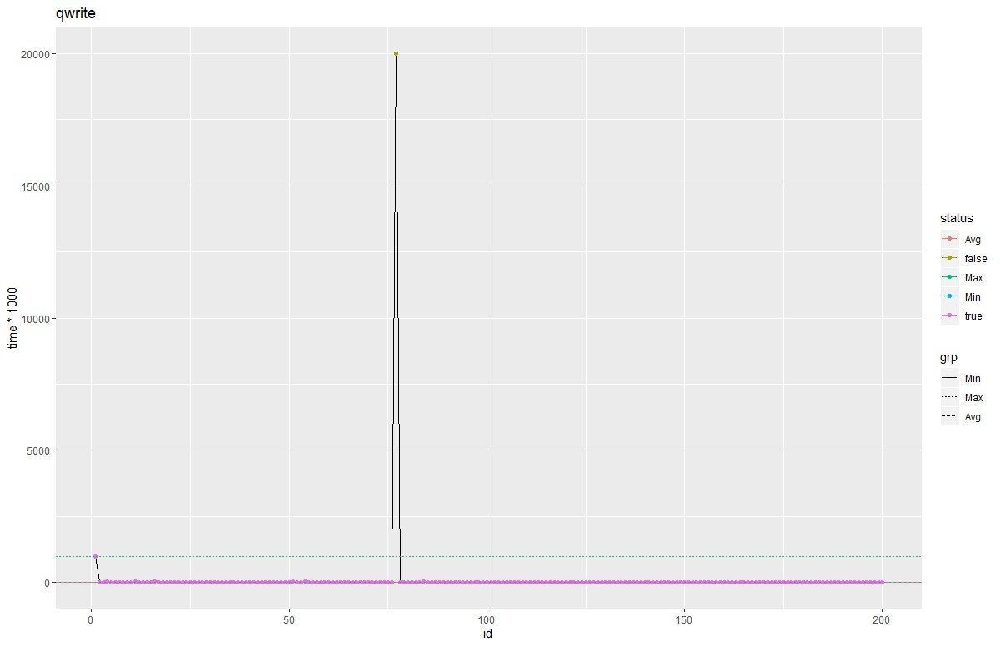 qwrite
20000
15000
10000
5000
0
time * 1000
0 50 100 150 200
id
status
Avg
false
Max
Min
true
grp
Min
Max
Avg